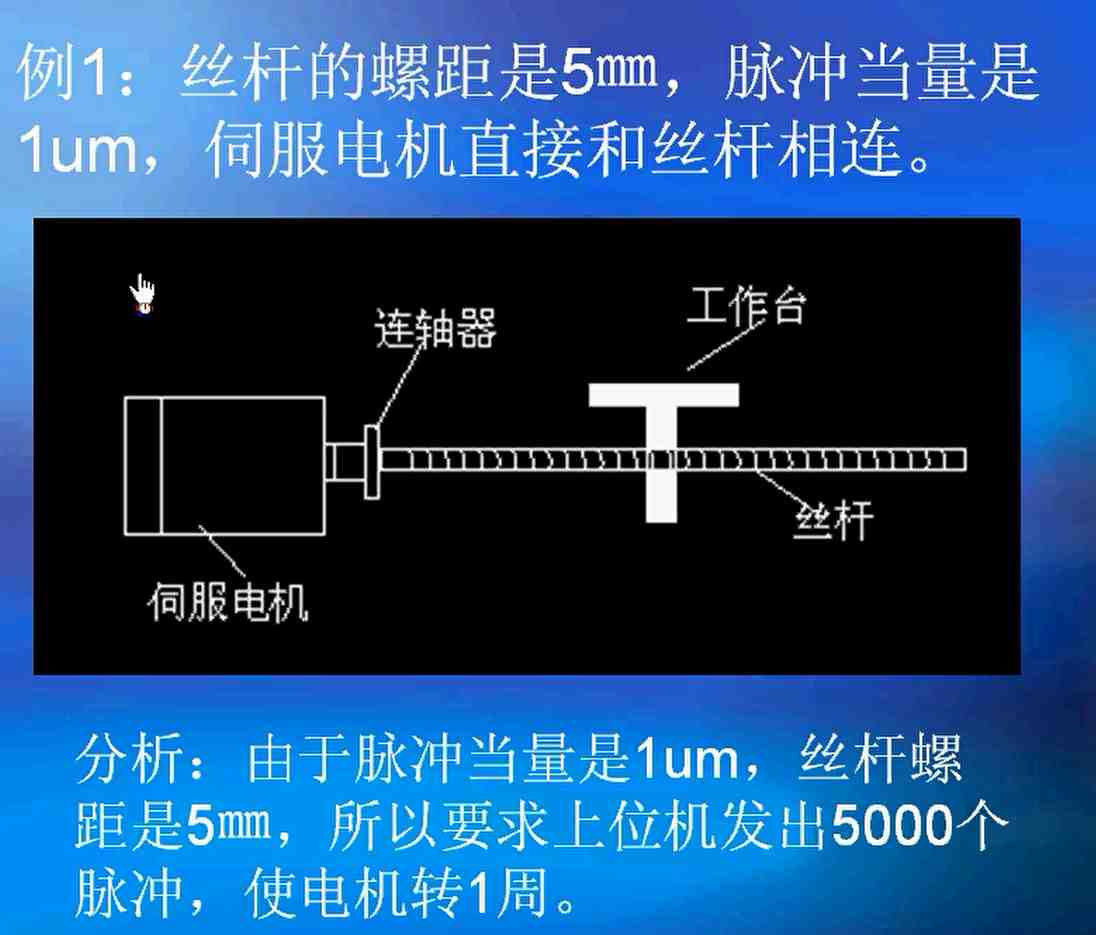 例1：丝杆的螺距是5mm，脉冲当量是
1um，伺服电机直接和丝杆相连。
工作台
连轴器
丝杆
伺服电机
分析：由于脉冲当量是1um，丝杆螺
距是5mm，所以要求上位机发出5000个
脉冲，使电机转1周。